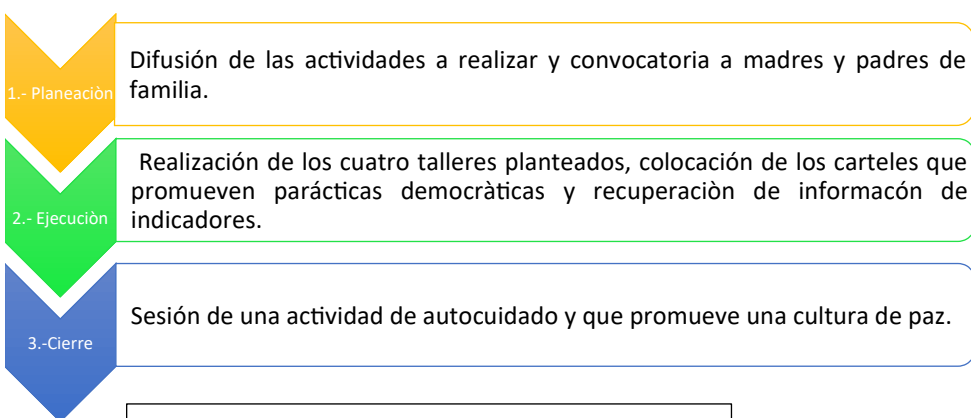 1.- Planeaciòn
Difusión de las actividades a realizar y convocatoria a madres y padres de
familia.
2.- Ejecuciòn
Realización de los cuatro talleres planteados, colocación de los carteles que
promueven parácticas democràticas y recuperaciòn de informacón de
indicadores.
3.-Cierre
Sesión de una actividad de autocuidado y que promueve una cultura de paz.